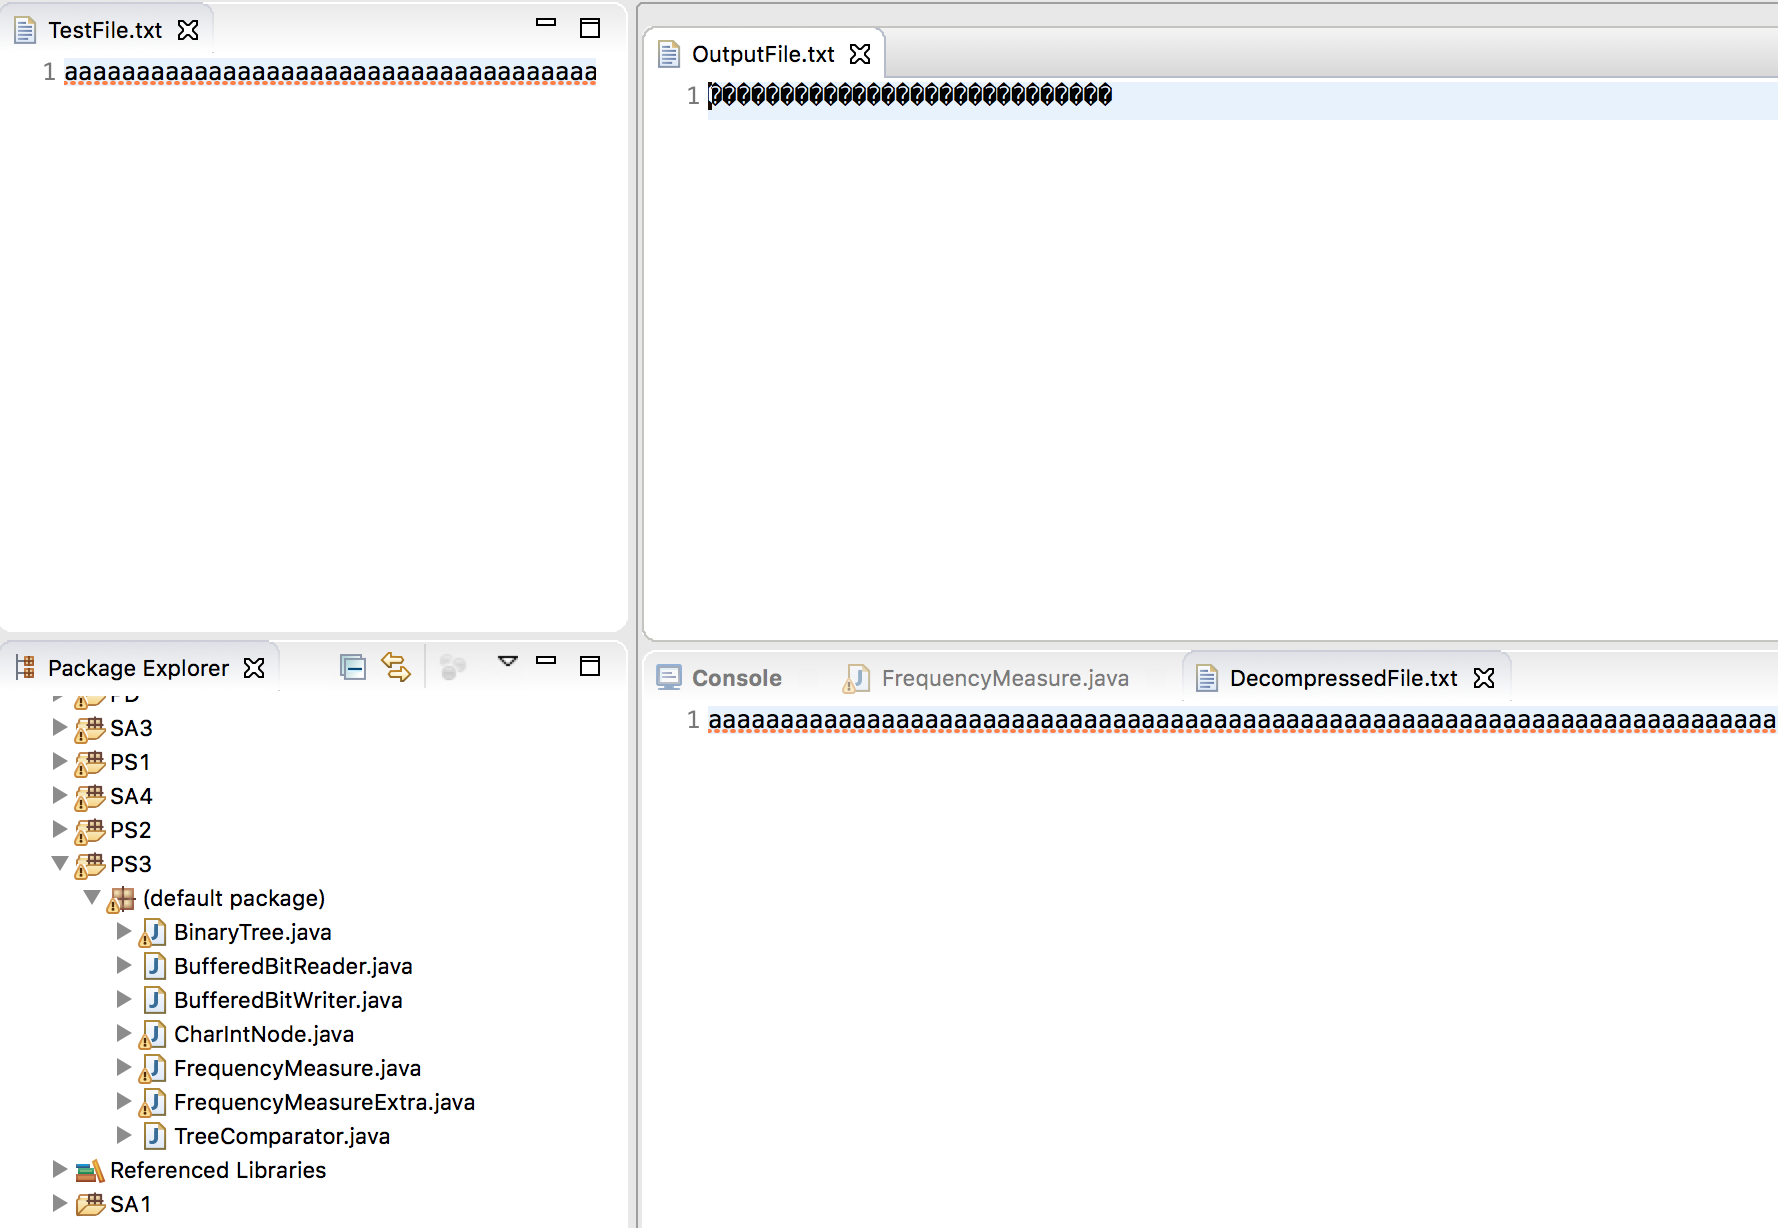 TestFile.txt
1 aaaaaaaaaaaaaaaaaaaaaaaaaaaaaaaaaaaaa
OutputFile.txt
1 ����������������������������
Package Explorer
SA3
PS1
SA4
PS2
PS3
(default package)
BinaryTree.java
BufferedBitReader.java
BufferedBitWriter.java
CharIntNode.java
FrequencyMeasure.java
FrequencyMeasureExtra.java
TreeComparator.java
Referenced Libraries
SA1
Console FrequencyMeasure.java DecompressedFile.txt
1 aaaaaaaaaaaaaaaaaaaaaaaaaaaaaaaaaaaaaaaaaaaaaaaaaaaaaaaaaaaaaaaaaaaaaaaaaa